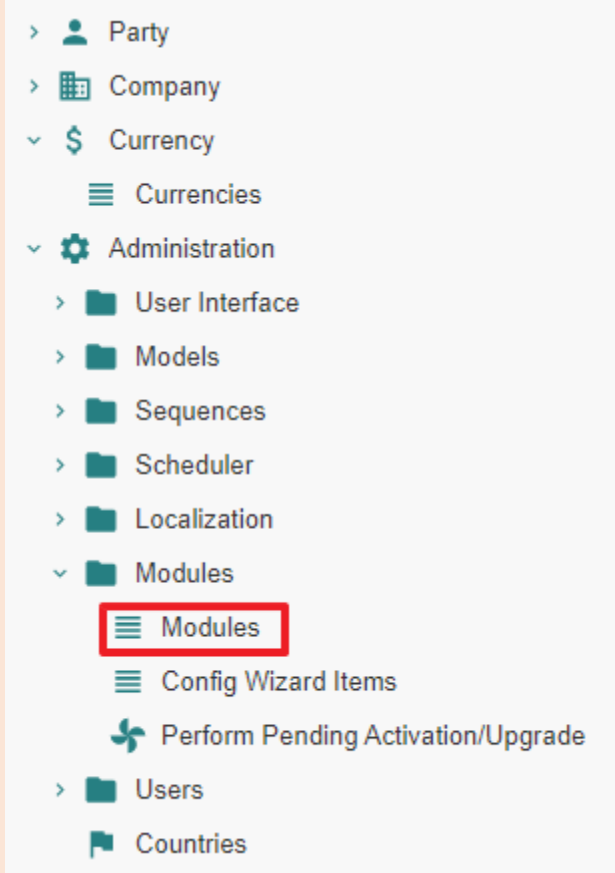 Party
Company
Currency
Currencies
Administration
User Interface
Models
Sequences
Scheduler
Localization
Modules
Modules
Config Wizard Items
Perform Pending Activation/Upgrade
Users
Countries